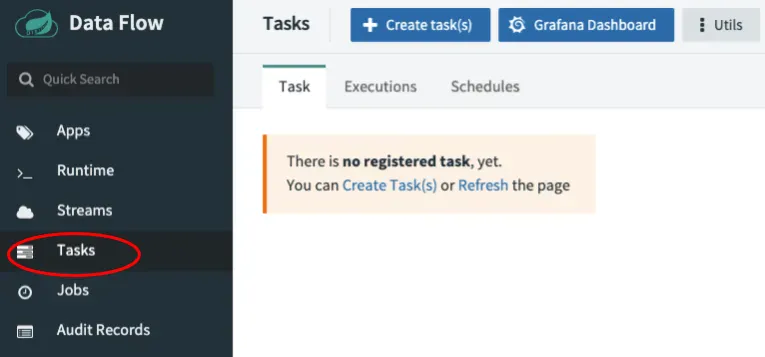 Data Flow
Quick Search
Apps
>_ Runtime
Streams
Tasks
Jobs
Audit Records
Tasks
+ Create task(s)
Grafana Dashboard
Utils
Task Executions Schedules
There is no registered task, yet.
You can Create Task(s) or Refresh the page